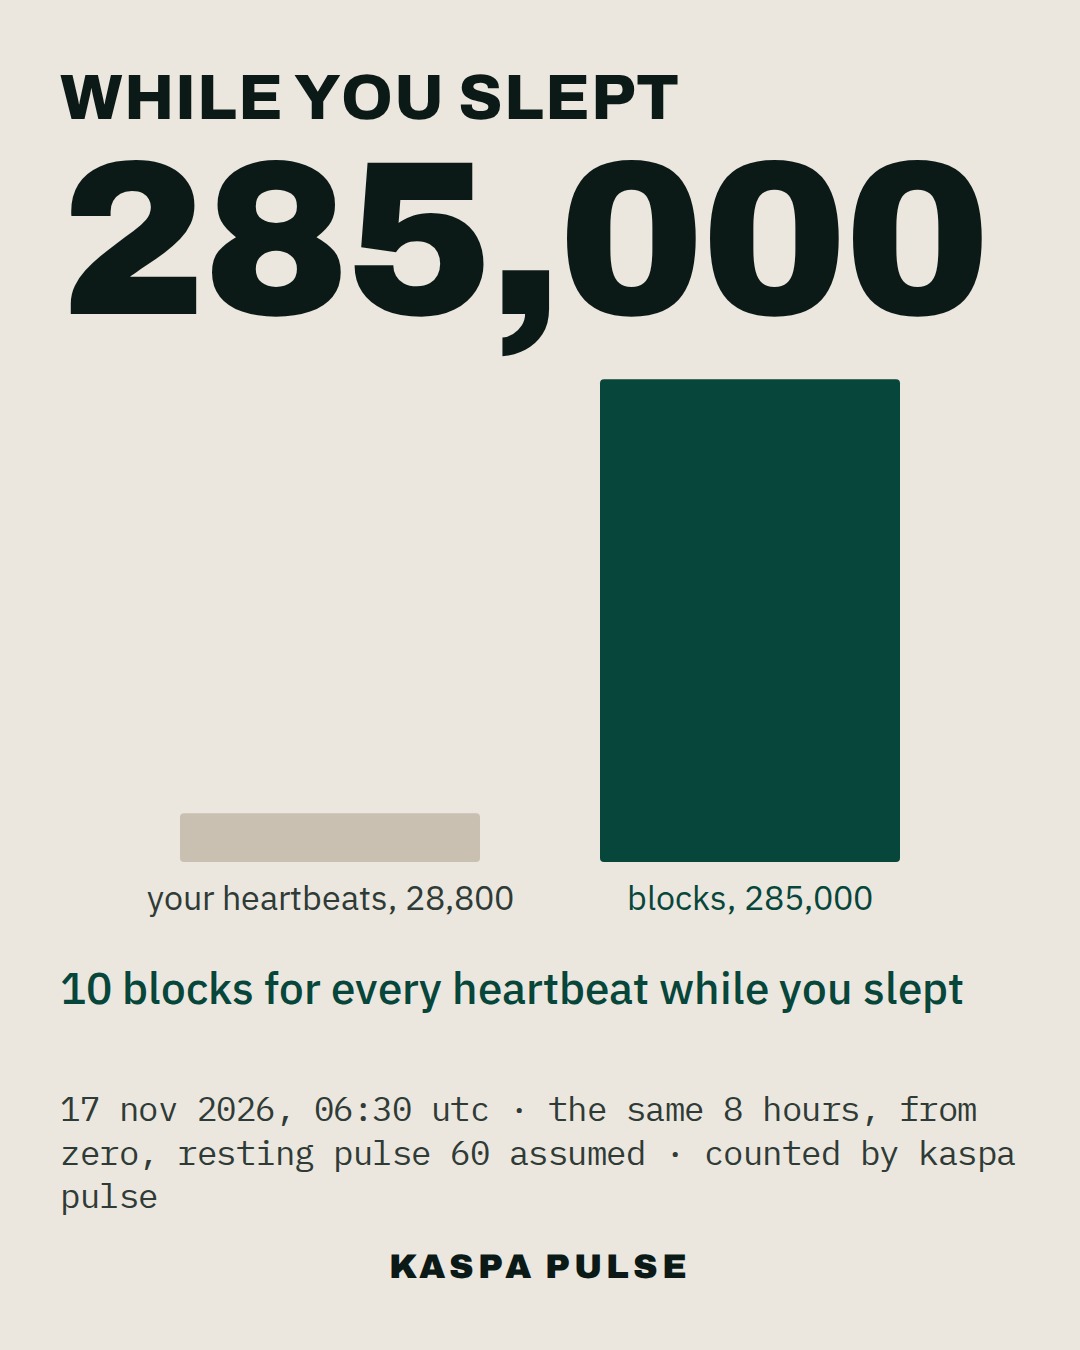 WHILE YOU SLEPT
285,000
your heartbeats, 28,800
blocks, 285,000
10 blocks for every heartbeat while you slept
17 nov 2026, 06:30 utc · the same 8 hours, from
zero, resting pulse 60 assumed · counted by kaspa
pulse
KASPA PULSE